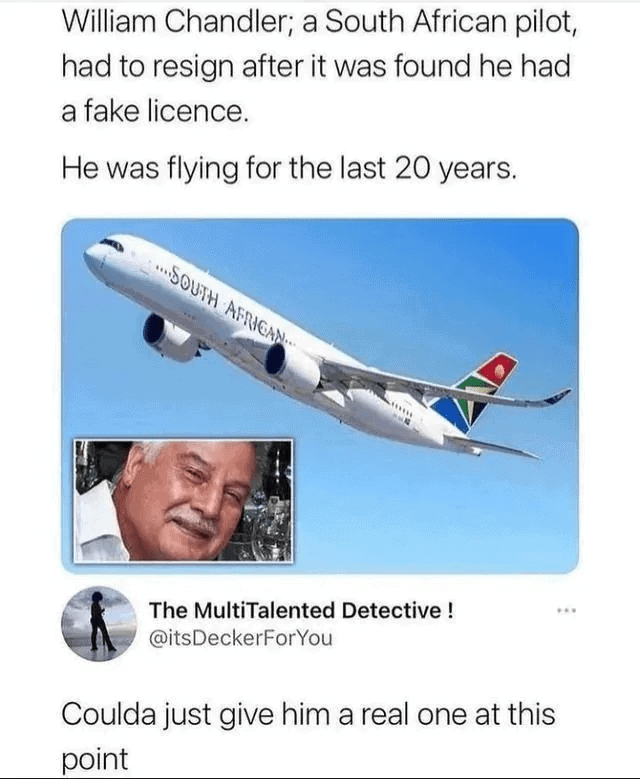 William Chandler; a South African pilot,
had to resign after it was found he had
a fake licence.
He was flying for the last 20 years.
SOUTH AFRICAN
The MultiTalented Detective !
@itsDeckerForYou
Coulda just give him a real one at this
point